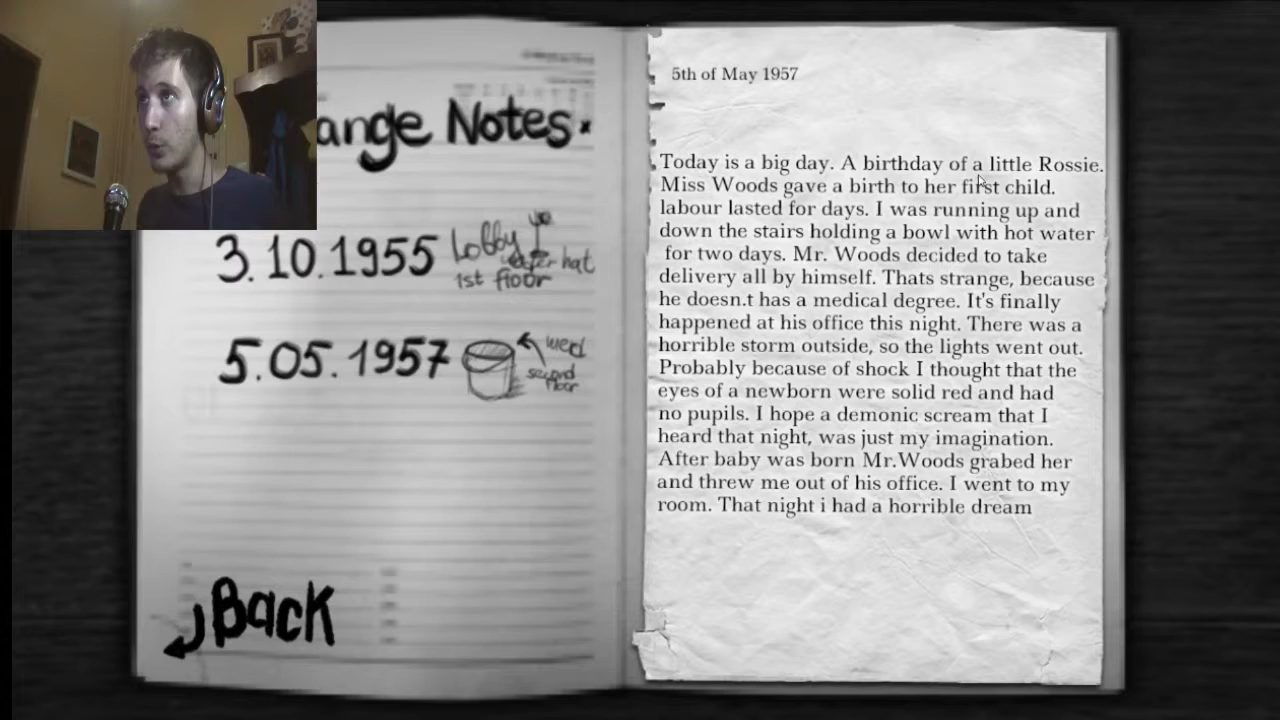 ange Notes.
3.10.1955 Lobby
1st floor
5.05.1957
second
floor
Back
5th of May 1957
Today is a big day. A birthday of a little Rossie.
Miss Woods gave a birth to her first child.
labour lasted for days. I was running up and
down the stairs holding a bowl with hot water
for two days. Mr. Woods decided to take
delivery all by himself. Thats strange, because
he doesn.t has a medical degree. It's finally
happened at his office this night. There was a
horrible storm outside, so the lights went out.
Probably because of shock I thought that the
eyes of a newborn were solid red and had
no pupils. I hope a demonic scream that I
heard that night, was just my imagination.
After baby was born Mr.Woods grabed her
and threw me out of his office. I went to my
room. That night i had a horrible dream